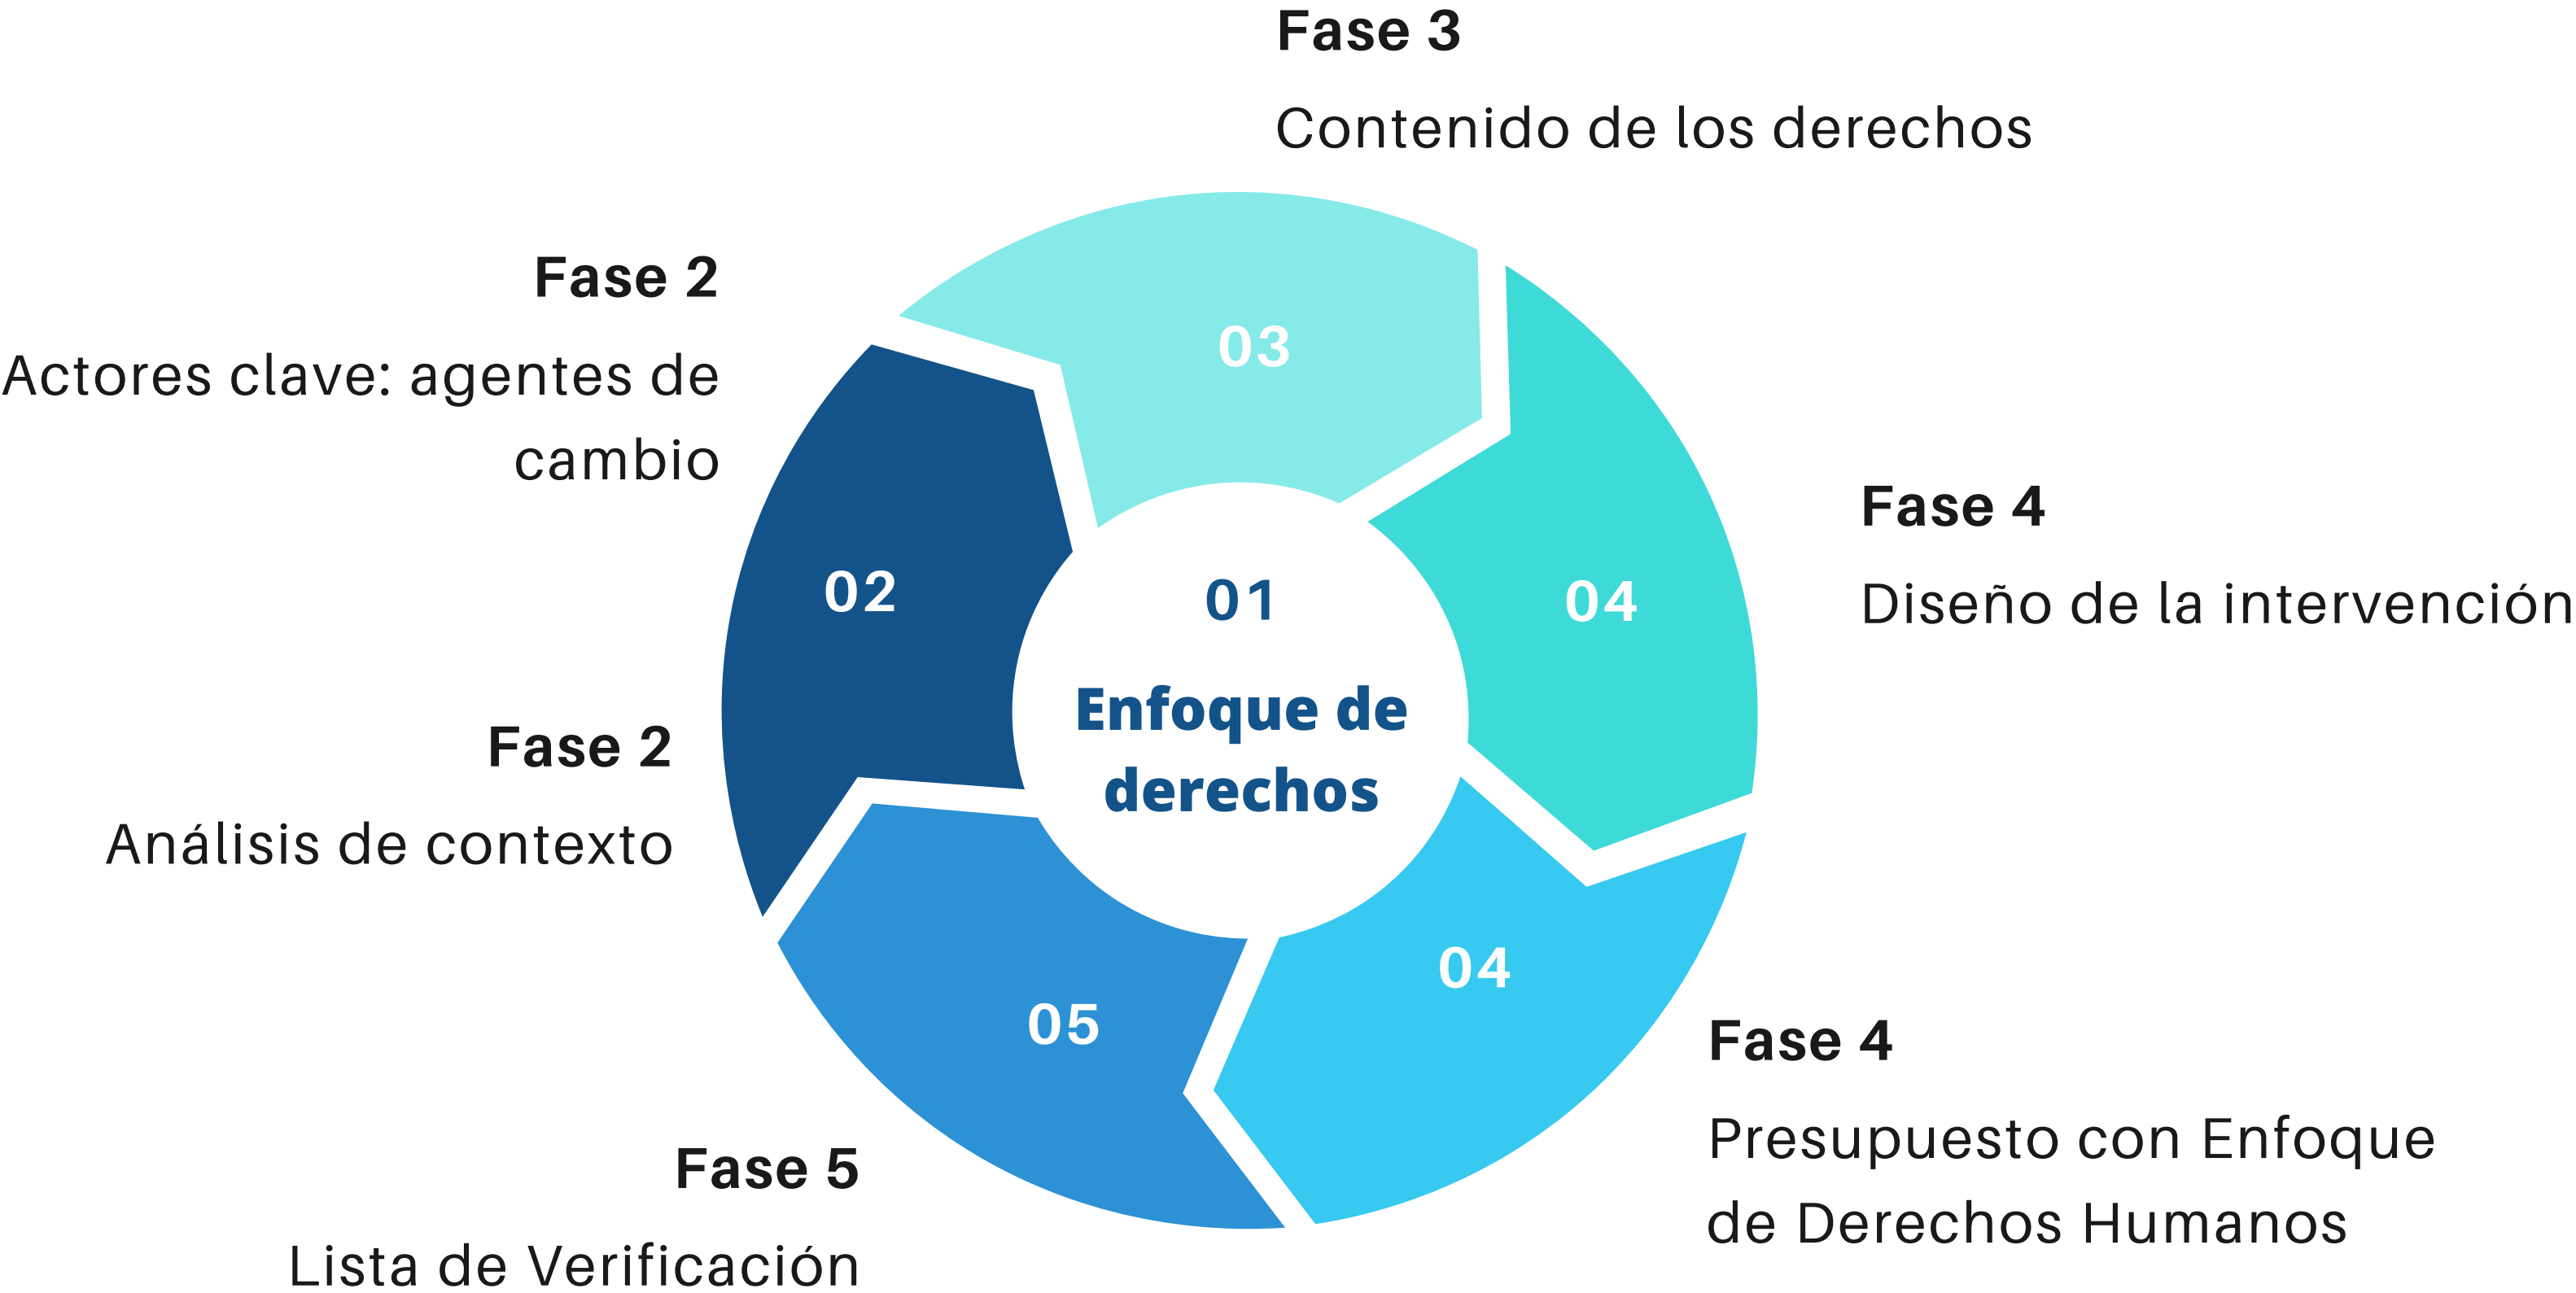 Fase 3
Contenido de los derechos
Fase 2
Actores clave: agentes de
cambio
03
Fase 4
Diseño de la intervención
02
01
04
Enfoque de
derechos
Fase 2
Análisis de contexto
04
05
Fase 4
Presupuesto con Enfoque
de Derechos Humanos
Fase 5
Lista de Verificación